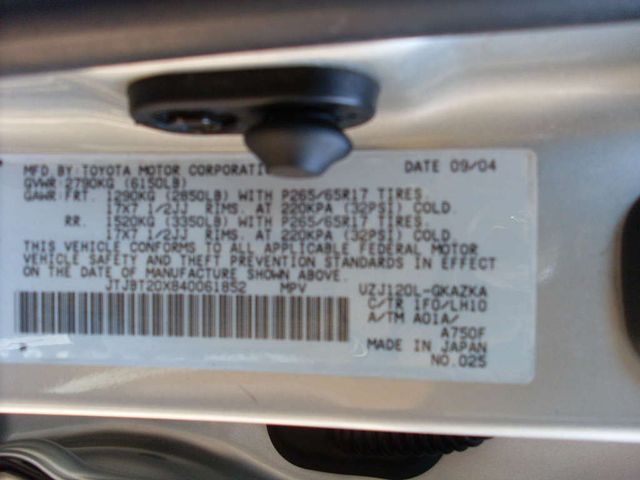 MFD. BY: TOYOTA MOTOR CORPORATI DATE 09/04
GVWR: 2790KG (6150LB)
GAWR: FRT. 1290KG (2850LB) WITH P265/65R17 TIRES,
17X7 1/2JJ RIMS, AT 220KPA (32PSI) COLD.
RR. 1520KG (3350LB) WITH P265/65R17 TIRES,
17X7 1/2JJ RIMS, AT 220KPA (32PSI) COLD.
THIS VEHICLE CONFORMS TO ALL APPLICABLE FEDERAL MOTOR
VEHICLE SAFETY AND THEFT PREVENTION STANDARDS IN EFFECT
ON THE DATE OF MANUFACTURE SHOWN ABOVE.
JTJBT20X840061852 MPV UZJ120L-GKAZKA
C/TR 1F0/LH10
A/TM A01A/
A750F
MADE IN JAPAN
NO. 025